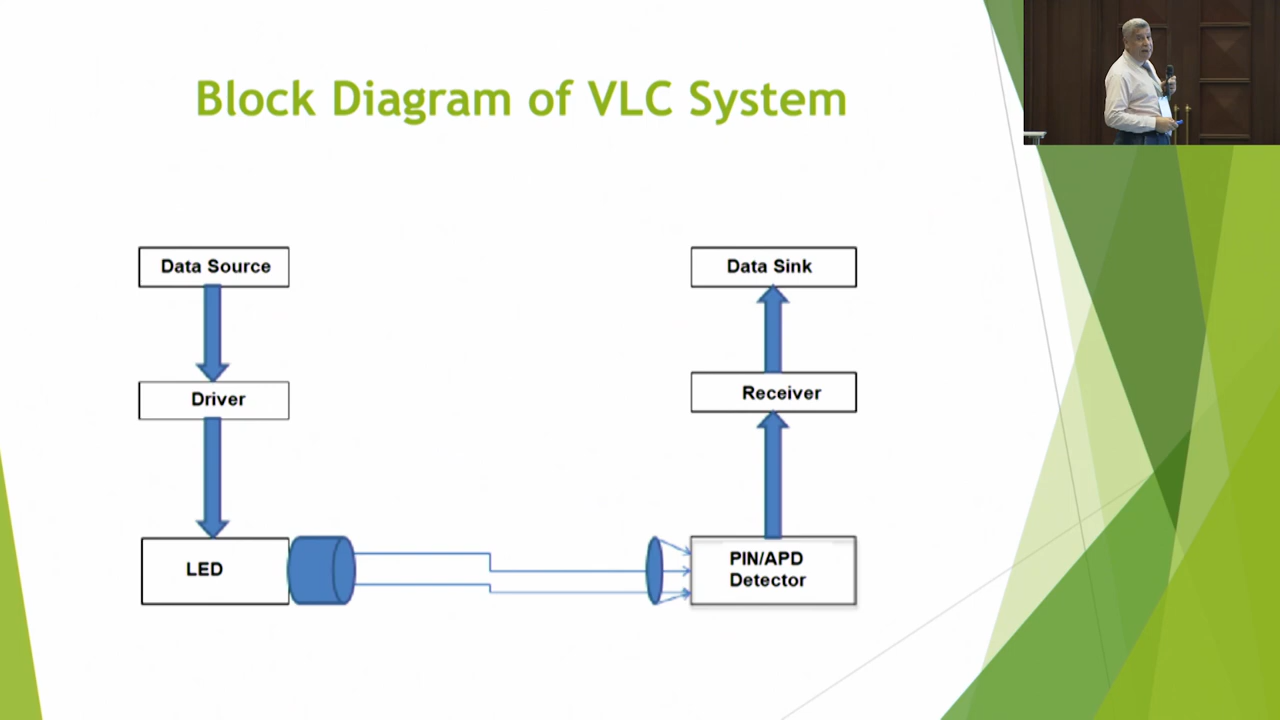 Block Diagram of VLC System
Data Source
Data Sink
Driver
Receiver
LED
PIN/APD
Detector